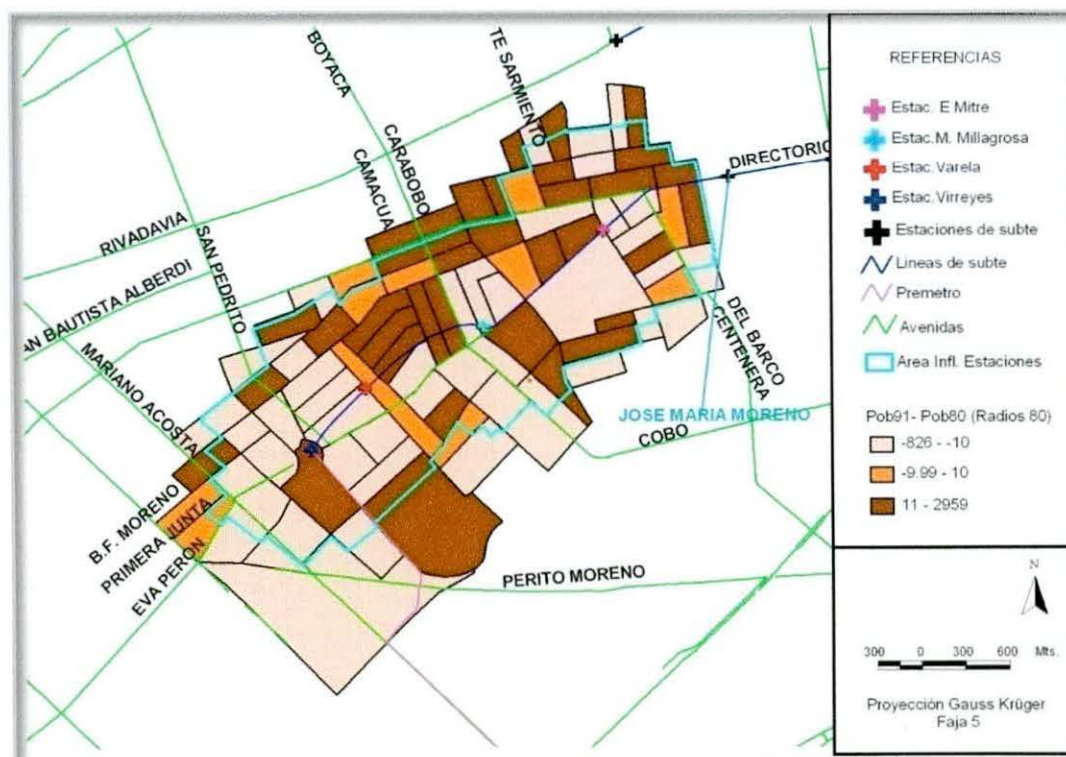 BOYACA
TE SARMIENTO
CARABOBO
CAMACUA
DIRECTORIO
RIVADAVIA
SAN PEDRITO
AN BAUTISTA ALBERDI
MARIANO ACOSTA
DEL BARCO
CENTENERA
JOSE MARIA MORENO
COBO
B.F. MORENO
PRIMERA JUNTA
EVA PERON
PERITO MORENO
REFERENCIAS
Estac. E Mitre
Estac.M. Millagrosa
Estac.Varela
Estac.Virreyes
Estaciones de subte
Lineas de subte
Premetro
Avenidas
Area Infl. Estaciones
Pob91- Pob80 (Radios 80)
-826 - -10
-9.99 - 10
11 - 2959
N
300 0 300 600 Mts.
Proyección Gauss Krüger
Faja 5